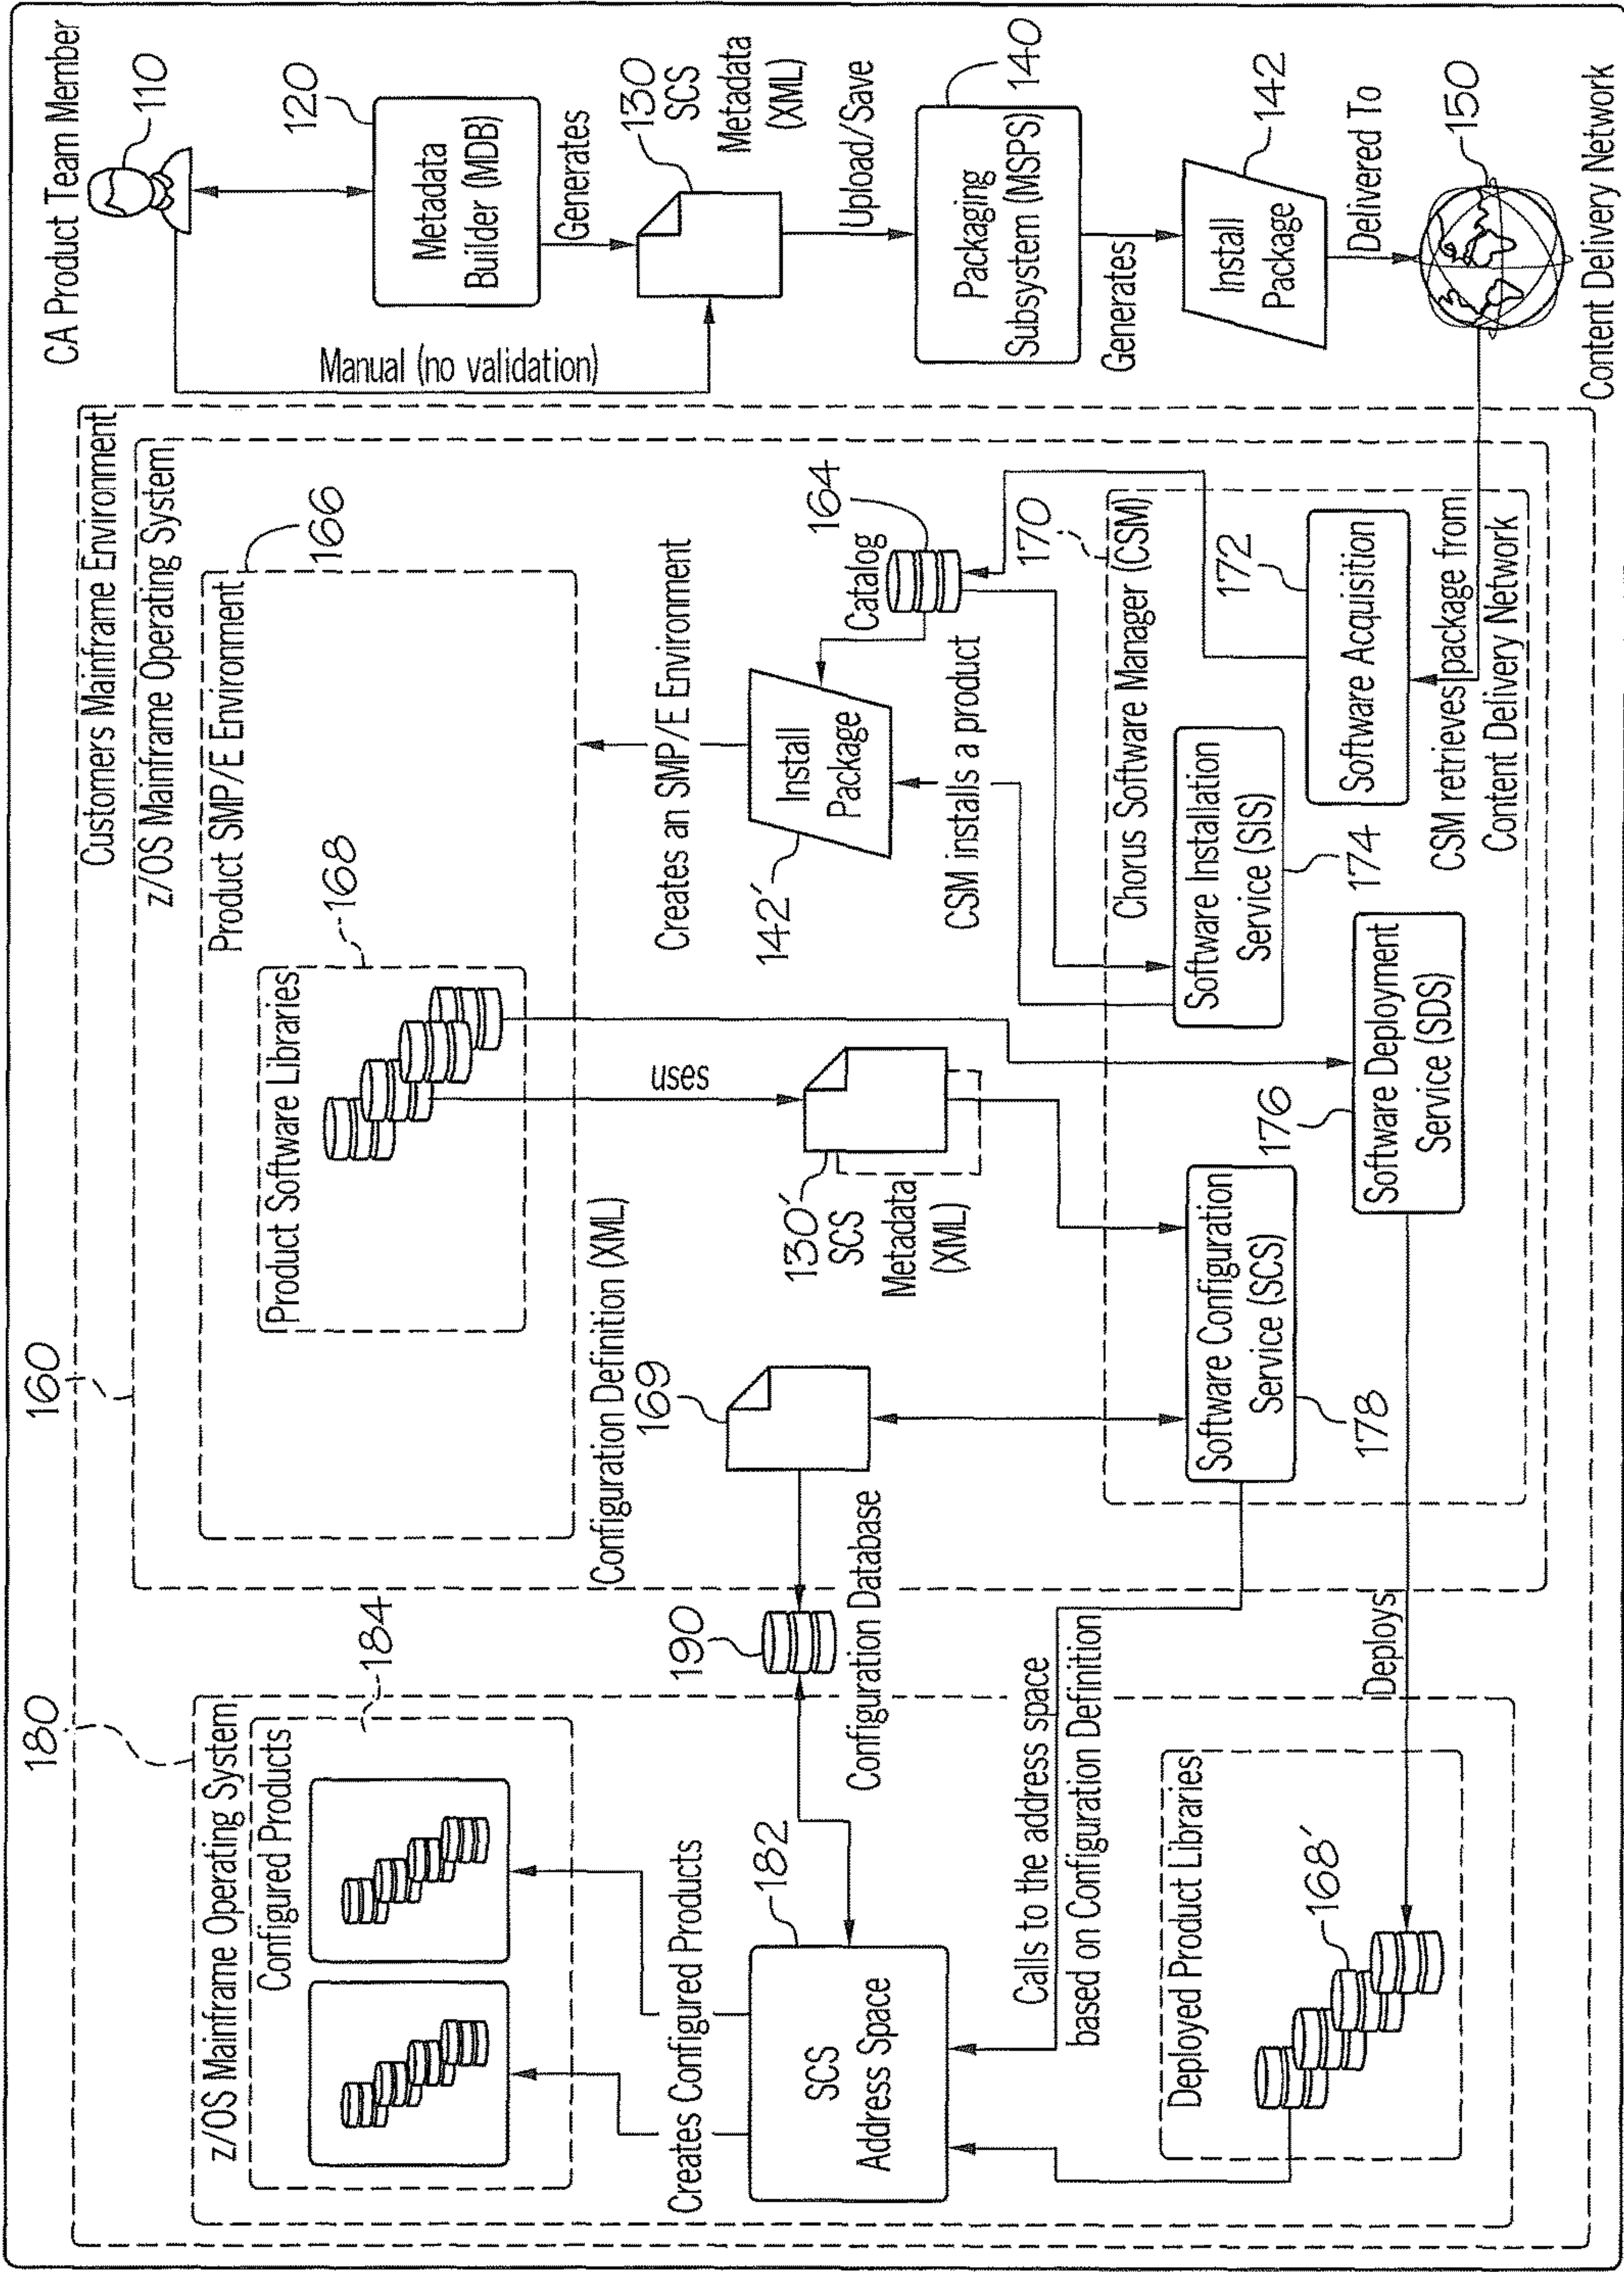 CA Product Team Member
110
120
Metadata
Builder (MDB)
Generates
130
SCS
Metadata
(XML)
Manual (no validation)
Upload/Save
140
Packaging
Subsystem (MSPS)
Generates
142
Install
Package
Delivered To
150
Content Delivery Network
Customers Mainframe Environment
160
z/OS Mainframe Operating System
Product SMP/E Environment
166
Product Software Libraries
168
Creates an SMP/E Environment
Catalog
164
142'
Install
Package
CSM installs a product
uses
130'
SCS
Metadata
(XML)
Configuration Definition (XML)
169
170
Chorus Software Manager (CSM)
172
Software Acquisition
CSM retrieves package from
Content Delivery Network
Software Installation
Service (SIS)
174
176
Software Deployment
Service (SDS)
Software Configuration
Service (SCS)
178
190
Configuration Database
180
z/OS Mainframe Operating System
Configured Products
184
Creates Configured Products
182
SCS
Address Space
Calls to the address space
based on Configuration Definition
Deploys
Deployed Product Libraries
168'